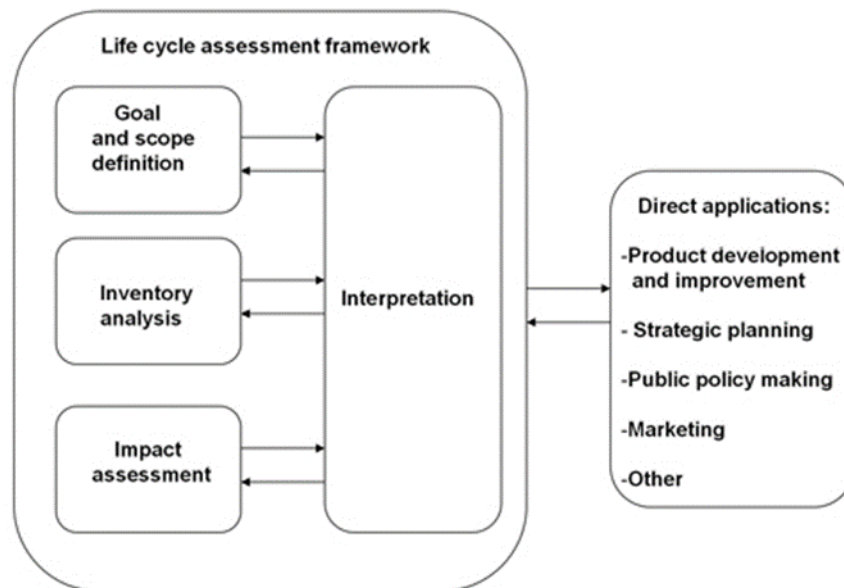 Life cycle assessment framework
Goal
and scope
definition
Inventory
analysis
Impact
assessment
Interpretation
Direct applications:
-Product development
and improvement
- Strategic planning
-Public policy making
-Marketing
-Other